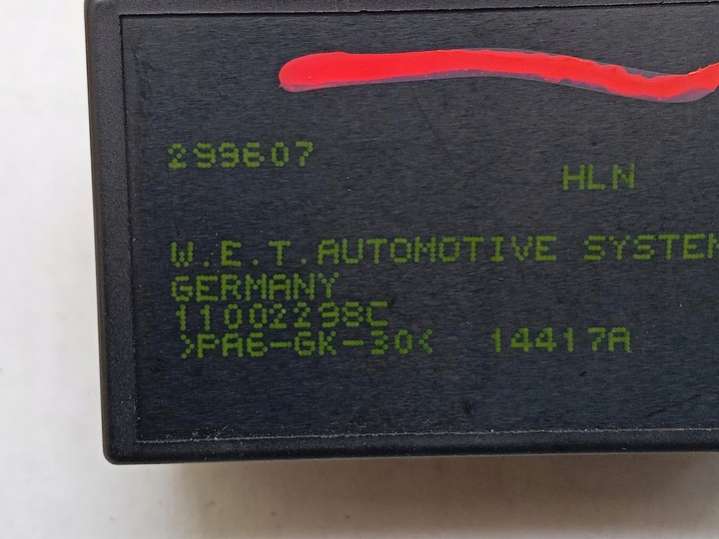 299607
HLN
W.E.T.AUTOMOTIVE SYSTEM
GERMANY
11002298C
>PA6-GK-30< 14417A